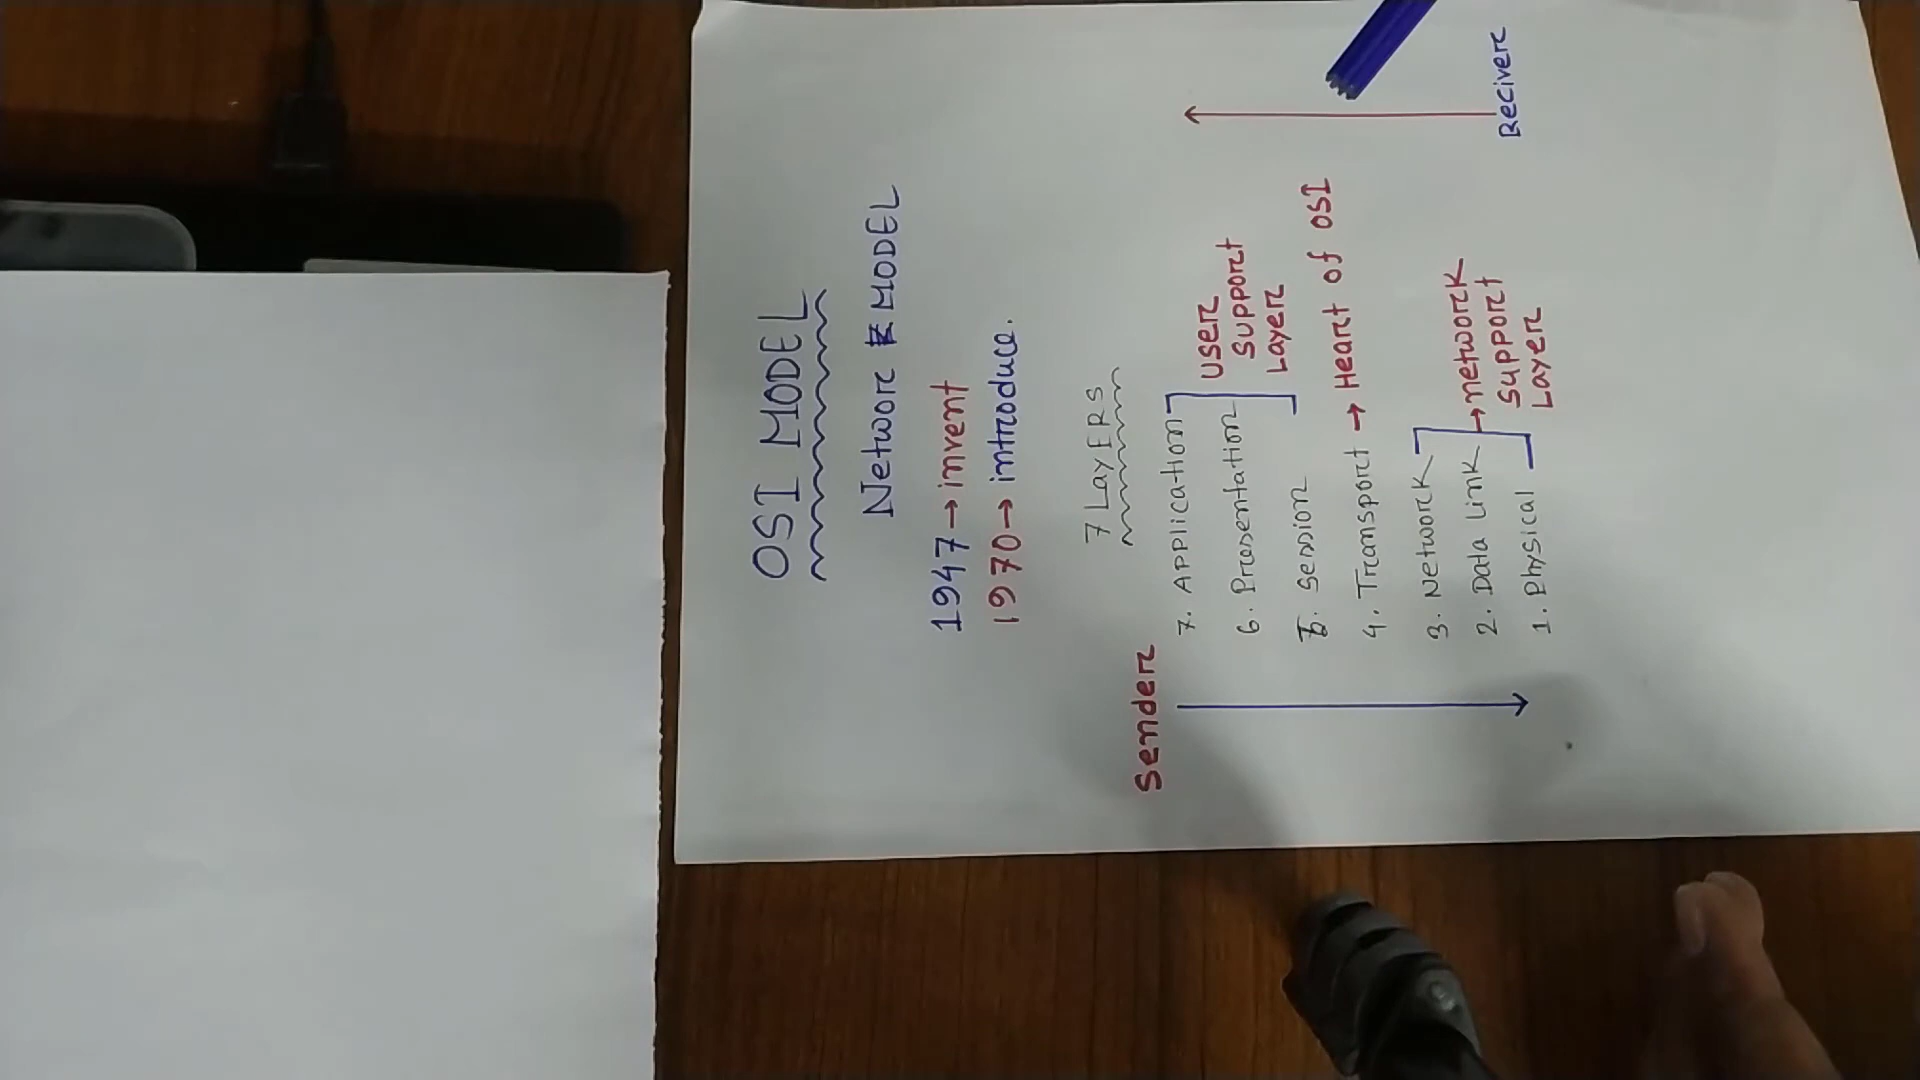 OSI MODEL
Networ K MODEL
1947 → invent
1970 → introduce.
7 LayERS
Sender
7. Application
6. Presentation
5. Session
User
Support
Layer
4. Transport → Heart of OSI
3. Network
2. Data Link
1. Physical
→ network
Support
Layer
Reciver